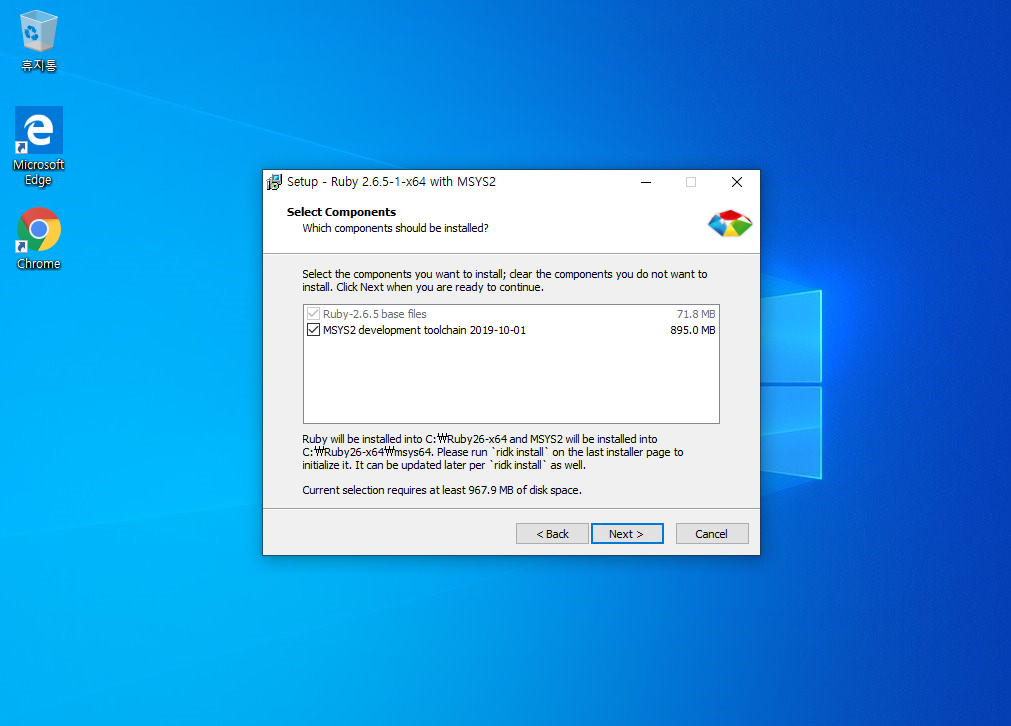 휴지통
Microsoft
Edge
Chrome
Setup - Ruby 2.6.5-1-x64 with MSYS2
Select Components
Which components should be installed?
Select the components you want to install; clear the components you do not want to
install. Click Next when you are ready to continue.
Ruby-2.6.5 base files 71.8 MB
MSYS2 development toolchain 2019-10-01 895.0 MB
Ruby will be installed into C:₩Ruby26-x64 and MSYS2 will be installed into
C:₩Ruby26-x64₩msys64. Please run `ridk install` on the last installer page to
initialize it. It can be updated later per `ridk install` as well.
Current selection requires at least 967.9 MB of disk space.
< Back Next > Cancel